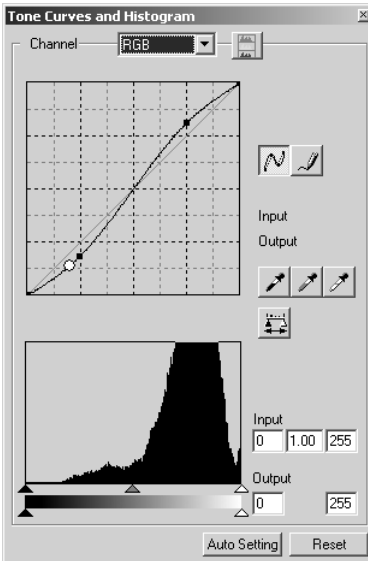 Tone Curves and Histogram
Channel RGB
Input
Output
Input
0 1.00 255
Output
0 255
Auto Setting Reset